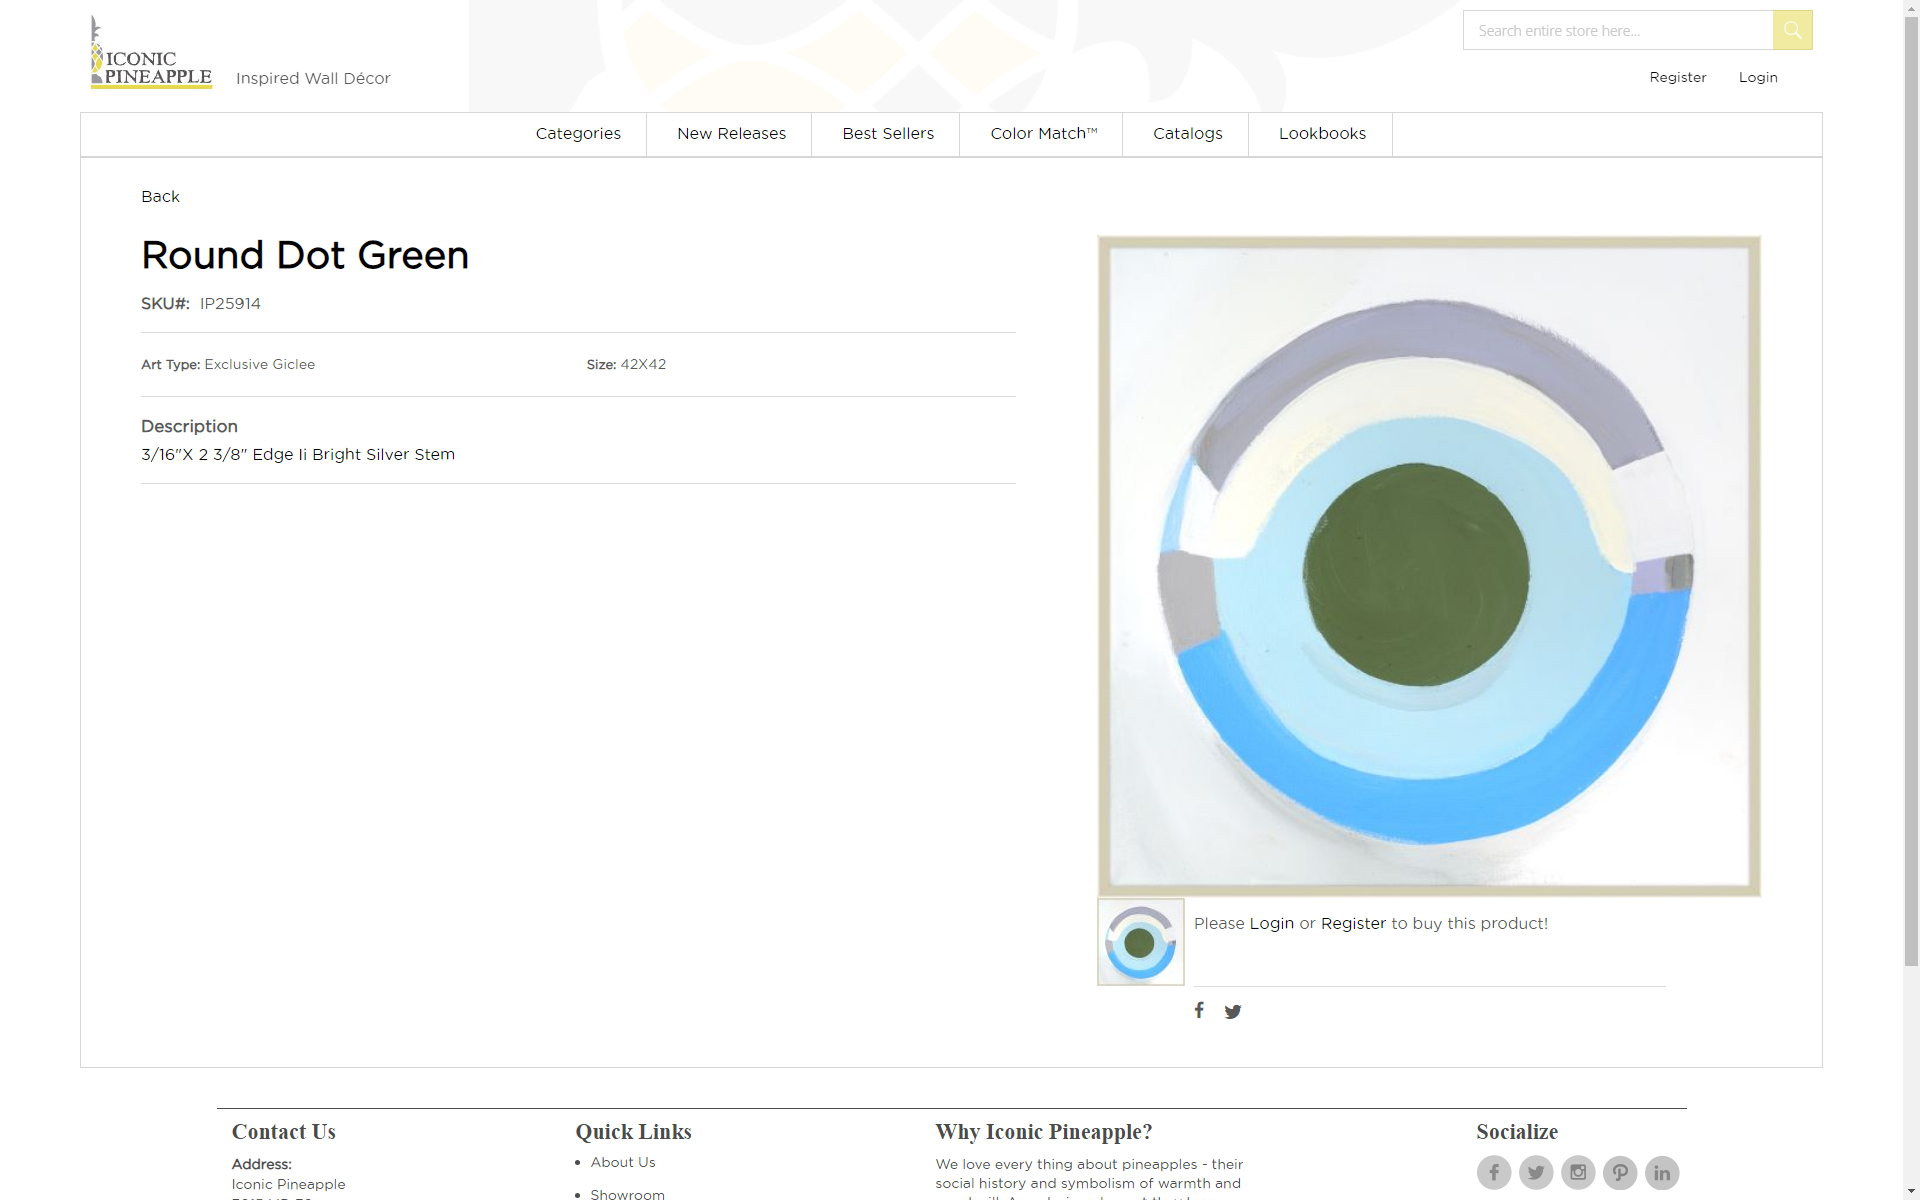 ICONIC
PINEAPPLE
Inspired Wall Décor
Search entire store here...
Register
Login
Categories
New Releases
Best Sellers
Color Match™
Catalogs
Lookbooks
Back
Round Dot Green
SKU#: IP25914
Art Type: Exclusive Giclee
Size: 42X42
Description
3/16"X 2 3/8" Edge Ii Bright Silver Stem
Please Login or Register to buy this product!
Contact Us
Address:
Iconic Pineapple
Quick Links
About Us
Showroom
Why Iconic Pineapple?
We love every thing about pineapples - their
social history and symbolism of warmth and
Socialize